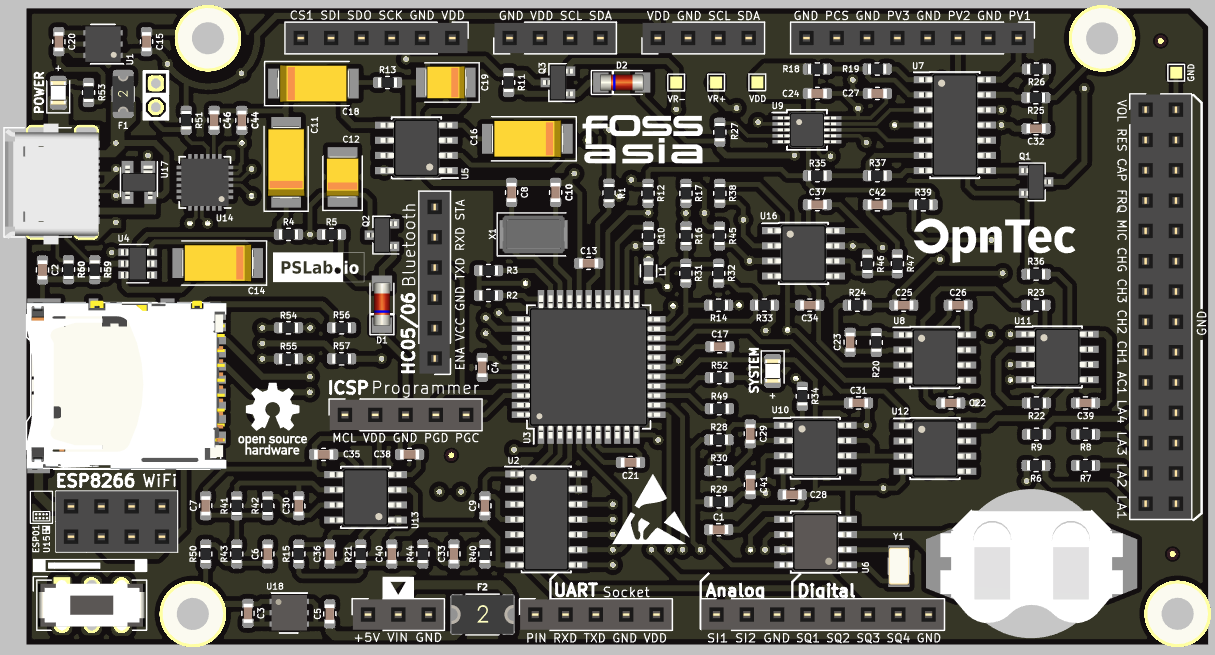 CS1 SDI SDO SCK GND VDD
GND VDD SCL SDA
VDD GND SCL SDA
GND PCS GND PV3 GND PV2 GND PV1
C20
U1
C15
POWER
+
R53
2
F1
R51
C46
C44
C18
R13
C19
R11
Q3
D2
VR-
VR+
VDD
R18
C24
R19
C27
U7
R26
R25
C32
GND
C11
C12
U5
C16
foss
asia
R27
U9
R35
R37
Q1
U17
U14
C8
C10
R1
R12
R17
R38
C37
C42
R39
R4
R5
Q2
X1
R10
R16
R45
U16
OpnTec
U4
C2
R60
R59
C14
PSLab.io
C13
L1
R31
R32
R46
R47
R36
R3
R2
HC05/06 Bluetooth
ENA VCC GND TXD RXD STA
D1
R14
R33
C34
R24
C25
C26
R23
R54
R56
R55
R57
C4
C17
R52
SYSTEM
+
R34
C23
R20
U8
U11
ICSP Programmer
MCL VDD GND PGD PGC
U3
R49
C31
C22
R22
C39
open source
hardware
R28
C29
U10
U12
R9
R8
C35
C38
U2
C21
R30
C41
C28
R6
R7
VOL RES CAP FRQ MIC CHG CH3 CH2 CH1 AC1 LA4 LA3 LA2 LA1
GND
ESP8266 WiFi
ESP01
U15
C7
R41
R42
C30
U13
C9
R29
C1
R50
R43
C6
R15
C36
R21
C40
R44
C33
R40
U6
Y1
U18
C3
C5
+5V VIN GND
F2
2
UART Socket
PIN RXD TXD GND VDD
Analog
Digital
SI1 SI2 GND SQ1 SQ2 SQ3 SQ4 GND